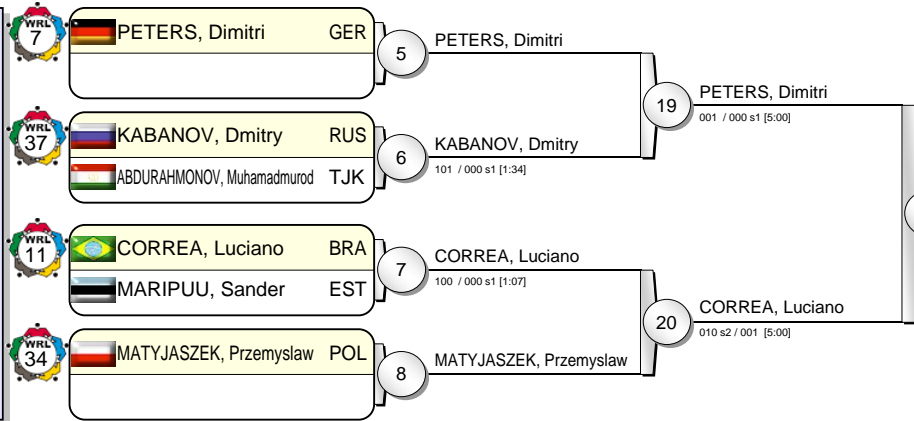 WRL
7
PETERS, Dimitri GER
5
PETERS, Dimitri
19
PETERS, Dimitri
001 / 000 s1 [5:00]
WRL
37
KABANOV, Dmitry RUS
ABDURAHMONOV, Muhamadmurod TJK
6
KABANOV, Dmitry
101 / 000 s1 [1:34]
WRL
11
CORREA, Luciano BRA
MARIPUU, Sander EST
7
CORREA, Luciano
100 / 000 s1 [1:07]
20
CORREA, Luciano
010 s2 / 001 [5:00]
WRL
34
MATYJASZEK, Przemyslaw POL
8
MATYJASZEK, Przemyslaw